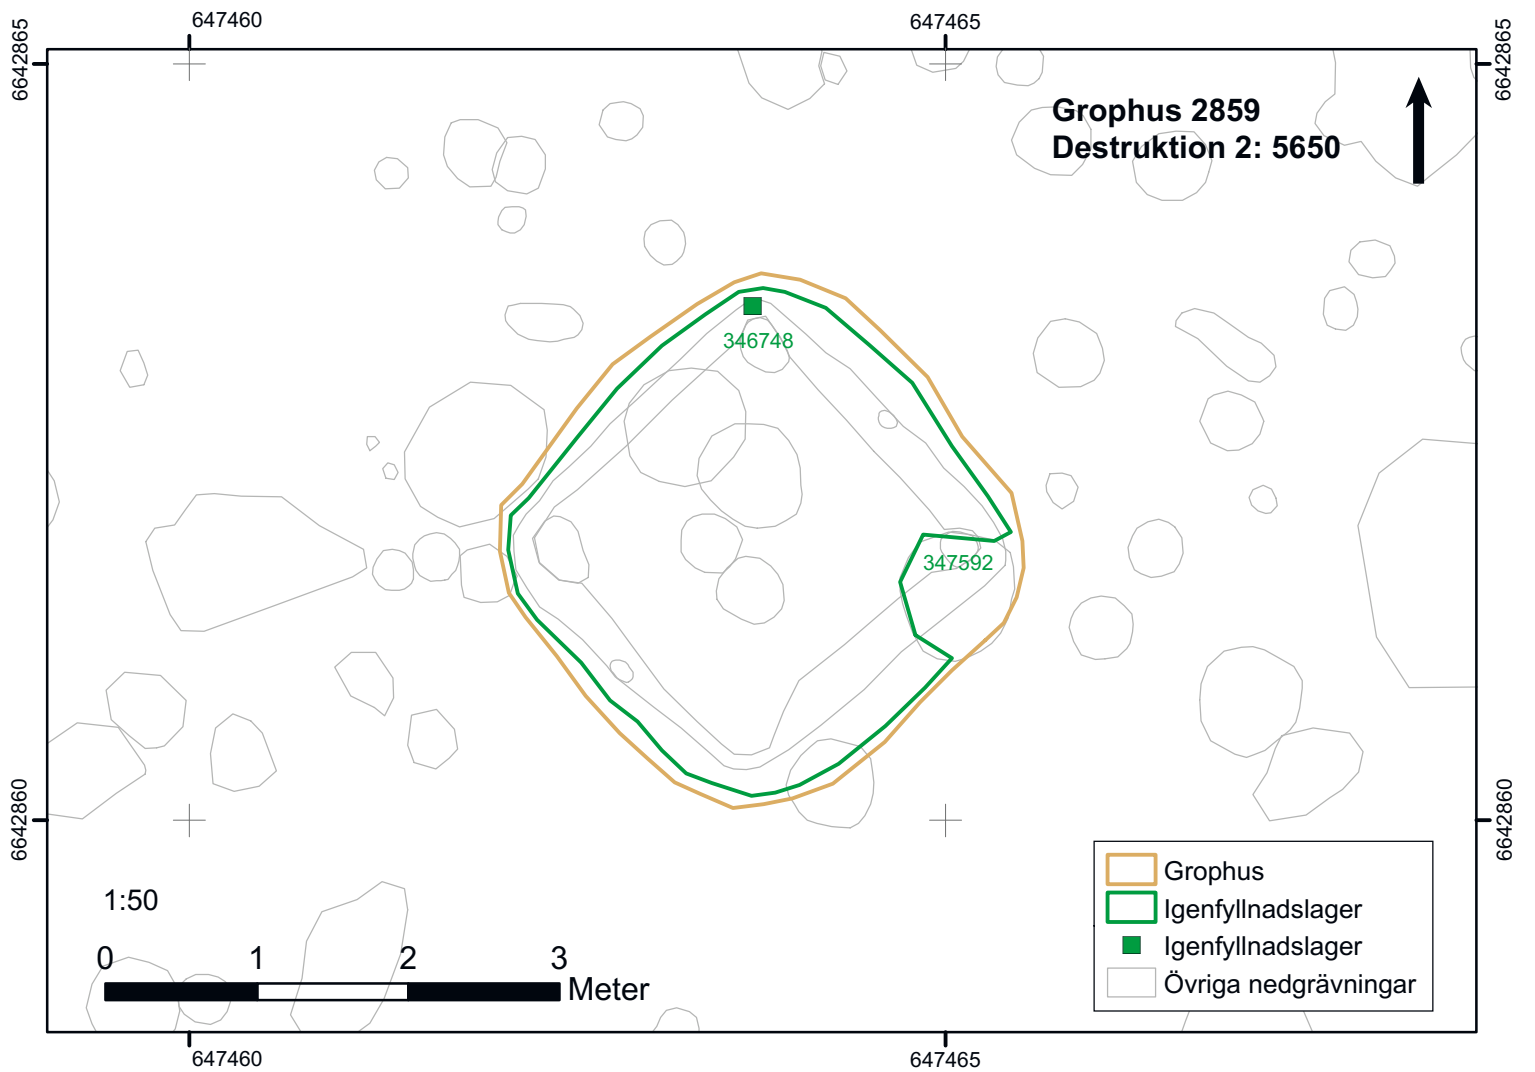 647460
647465
6642865
6642865
Grophus 2859
Destruktion 2: 5650
346748
347592
6642860
6642860
1:50
0 1 2 3
Meter
Grophus
Igenfyllnadslager
Igenfyllnadslager
Övriga nedgrävningar
647460
647465